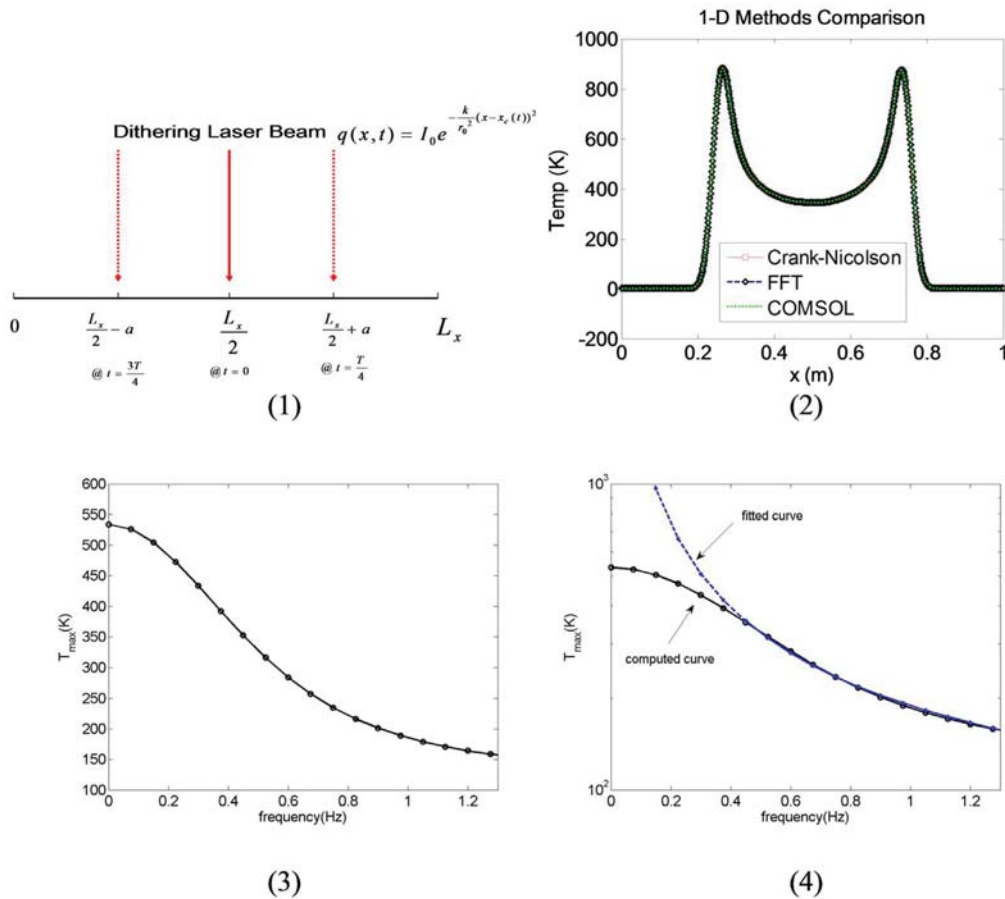 Dithering Laser Beam q(x,t) = I₀e^{-\frac{k}{r₀²}(x-x_c(t))²}
0
L_x/2 − a
L_x/2
L_x/2 + a
L_x
@ t = 3T/4
@ t = 0
@ t = T/4
(1)
1-D Methods Comparison
1000
800
600
400
200
0
-200
Temp (K)
Crank-Nicolson
FFT
COMSOL
0 0.2 0.4 0.6 0.8 1
x (m)
(2)
600
550
500
450
400
350
300
250
200
150
100
T_max(K)
0 0.2 0.4 0.6 0.8 1 1.2
frequency(Hz)
(3)
10³
10²
T_max(K)
fitted curve
computed curve
0 0.2 0.4 0.6 0.8 1 1.2
frequency(Hz)
(4)